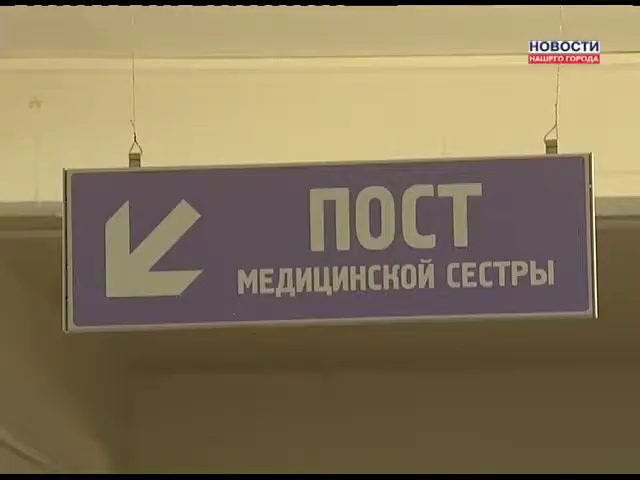 НОВОСТИ
НАШЕГО ГОРОДА
ПОСТ
МЕДИЦИНСКОЙ СЕСТРЫ